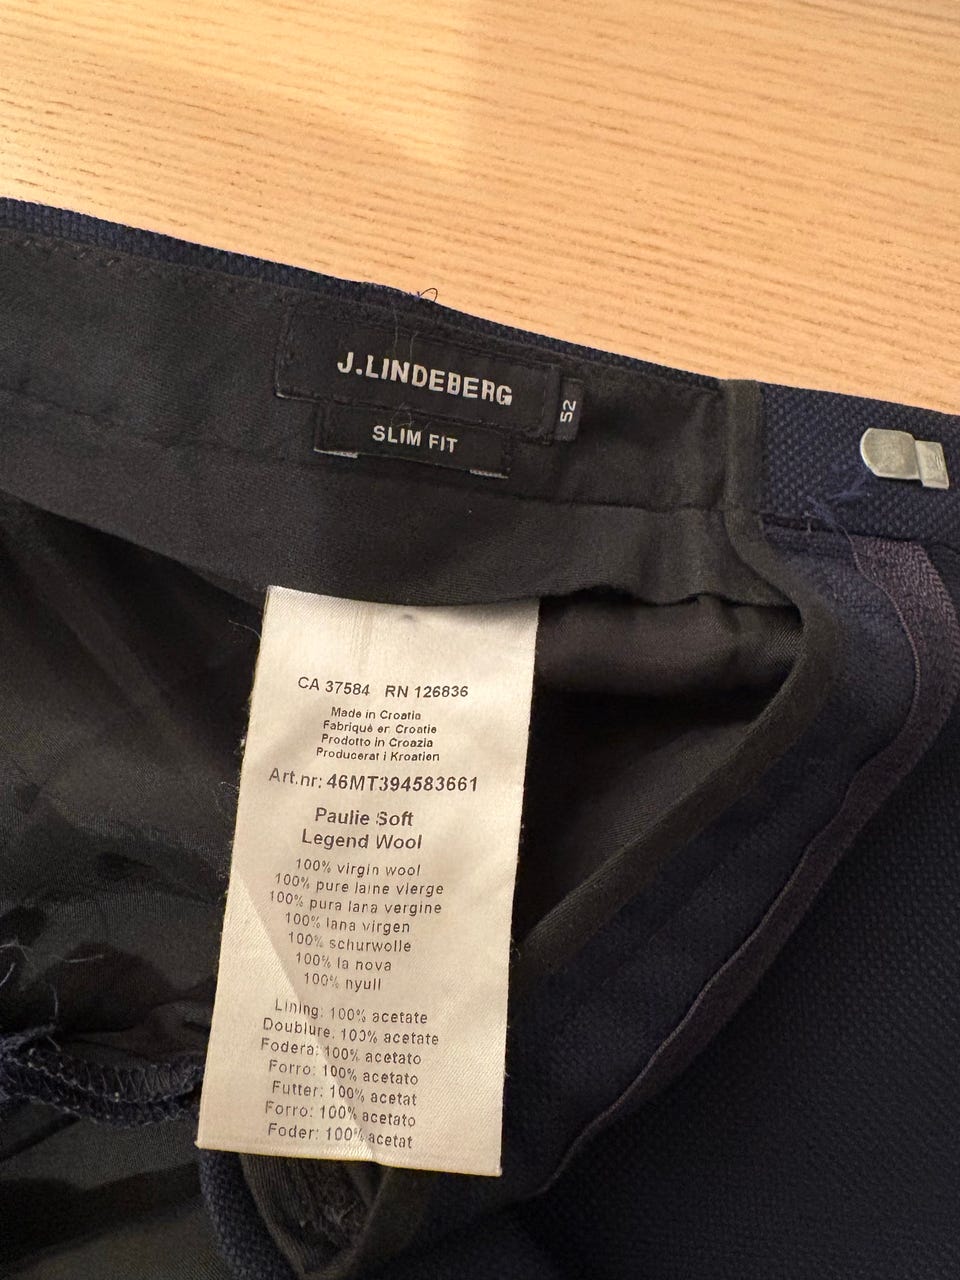 J.LINDEBERG
52
SLIM FIT
CA 37584 RN 126836
Made in Croatia
Fabriqué en Croatie
Prodotto in Croazia
Producerat i Kroatien
Art.nr: 46MT394583661
Paulie Soft
Legend Wool
100% virgin wool
100% pure laine vierge
100% pura lana vergine
100% lana virgen
100% schurwolle
100% la nova
100% nyull
Lining: 100% acetate
Doublure: 100% acetate
Fodera: 100% acetato
Forro: 100% acetato
Futter: 100% acetat
Forro: 100% acetato
Foder: 100% acetat